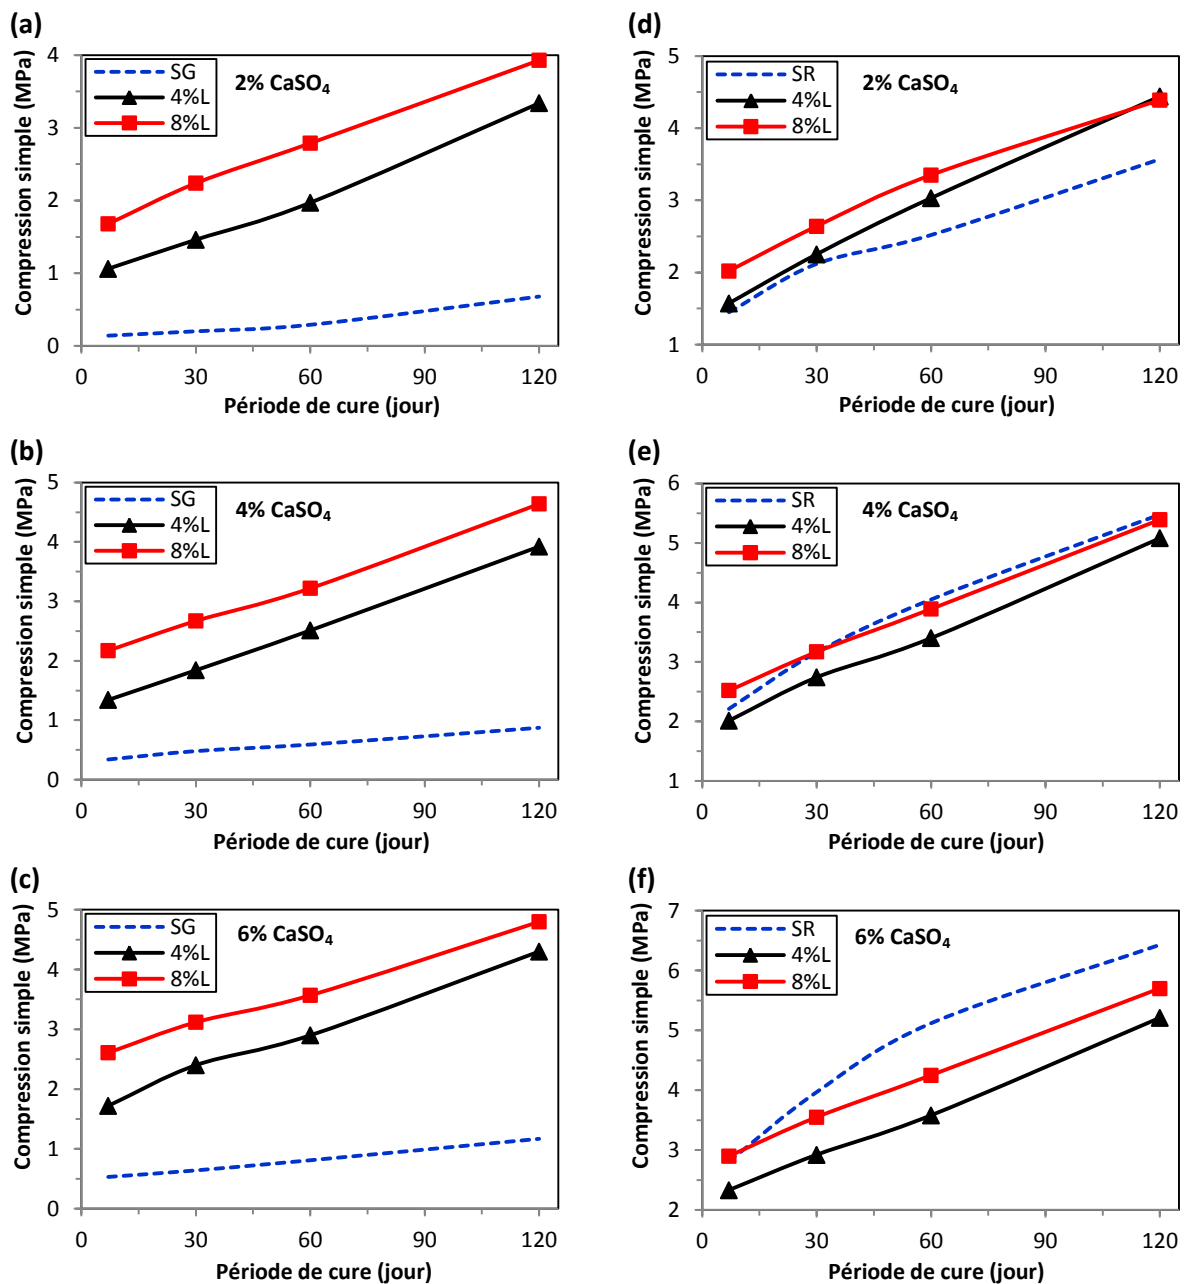 (a)
Compression simple (MPa)
4
3
2
1
0
SG
4%L
8%L
2% CaSO₄
0 30 60 90 120
Période de cure (jour)
(d)
Compression simple (MPa)
5
4
3
2
1
SR
4%L
8%L
2% CaSO₄
0 30 60 90 120
Période de cure (jour)
(b)
Compression simple (MPa)
5
4
3
2
1
0
SG
4%L
8%L
4% CaSO₄
0 30 60 90 120
Période de cure (jour)
(e)
Compression simple (MPa)
6
5
4
3
2
1
SR
4%L
8%L
4% CaSO₄
0 30 60 90 120
Période de cure (jour)
(c)
Compression simple (MPa)
5
4
3
2
1
0
SG
4%L
8%L
6% CaSO₄
0 30 60 90 120
Période de cure (jour)
(f)
Compression simple (MPa)
7
6
5
4
3
2
SR
4%L
8%L
6% CaSO₄
0 30 60 90 120
Période de cure (jour)